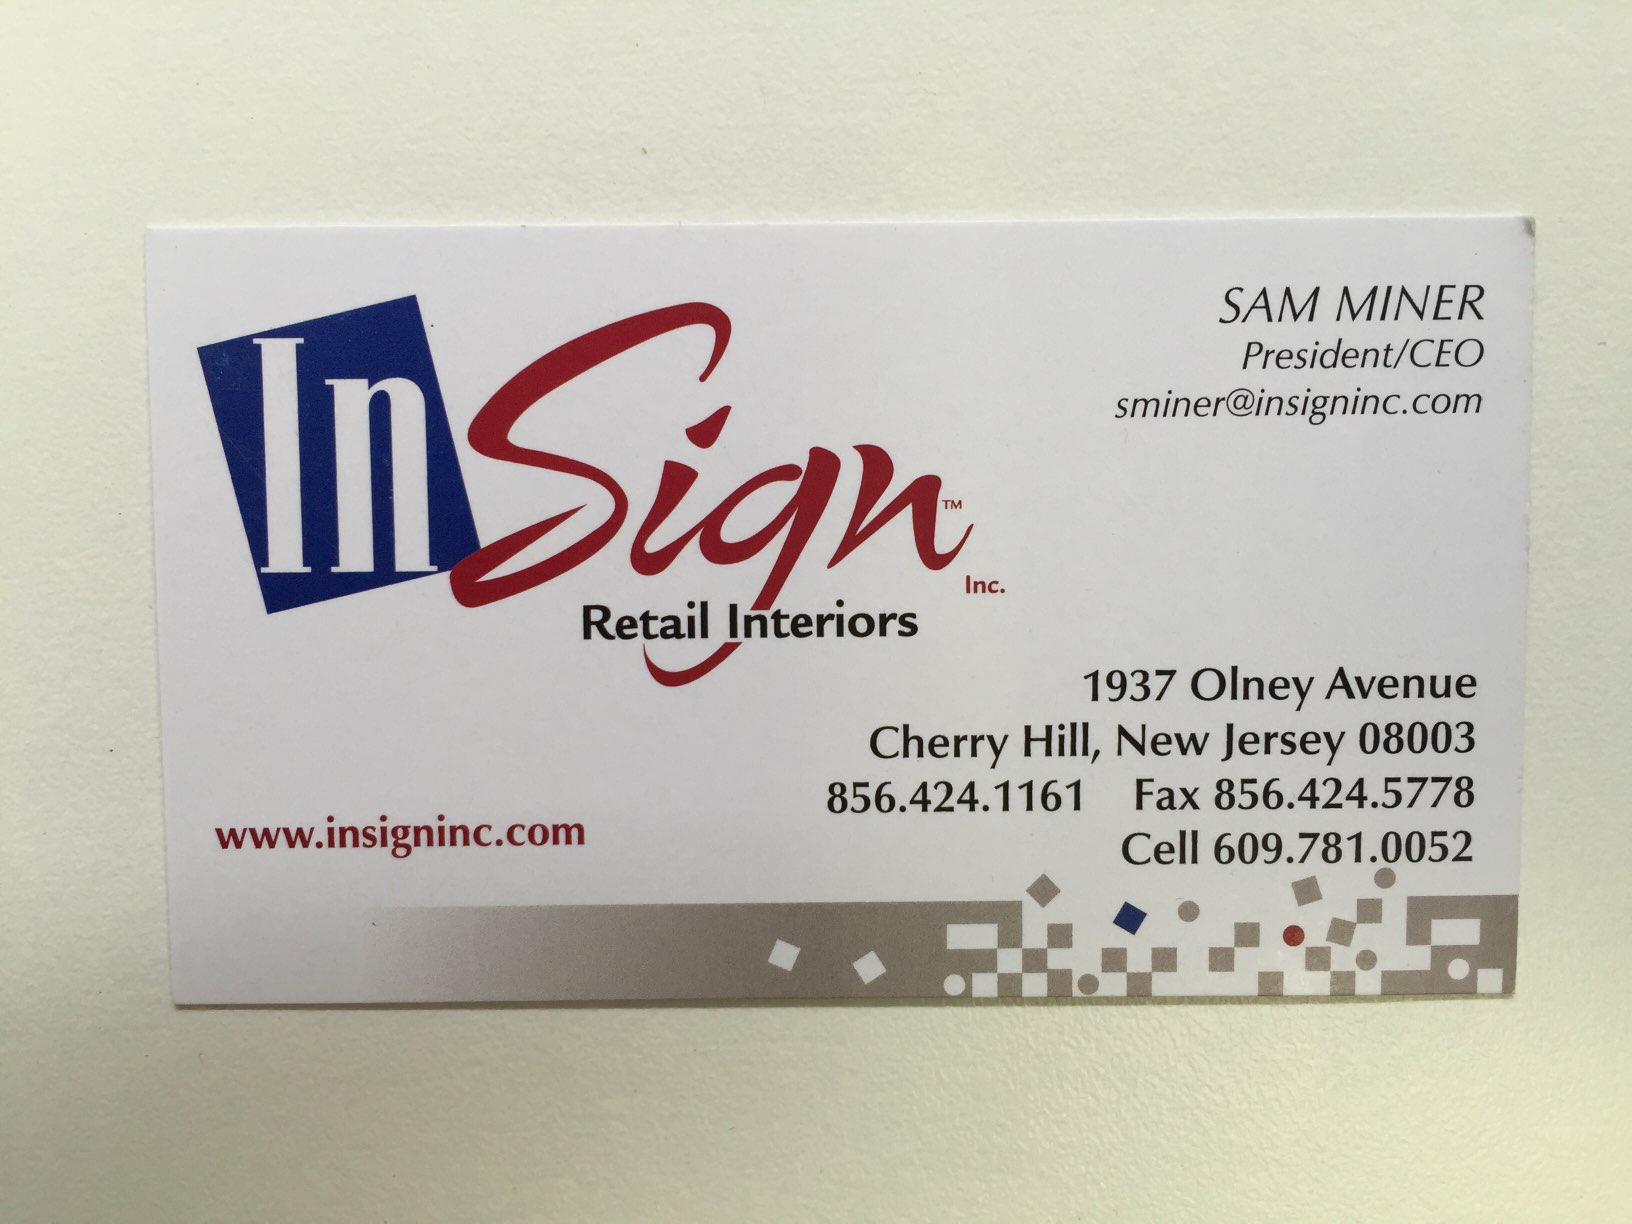 InSign™
Inc.
Retail Interiors
SAM MINER
President/CEO
sminer@insigninc.com
1937 Olney Avenue
Cherry Hill, New Jersey 08003
856.424.1161 Fax 856.424.5778
Cell 609.781.0052
www.insigninc.com